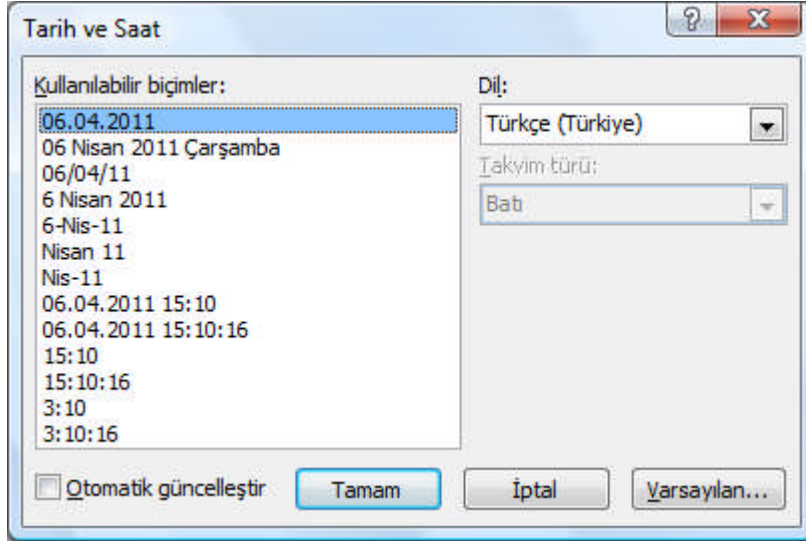 Tarih ve Saat
Kullanılabilir biçimler:
06.04.2011
06 Nisan 2011 Çarşamba
06/04/11
6 Nisan 2011
6-Nis-11
Nisan 11
Nis-11
06.04.2011 15:10
06.04.2011 15:10:16
15:10
15:10:16
3:10
3:10:16
Dil:
Türkçe (Türkiye)
Takvim türü:
Batı
Otomatik güncelleştir
Tamam
İptal
Varsayılan...